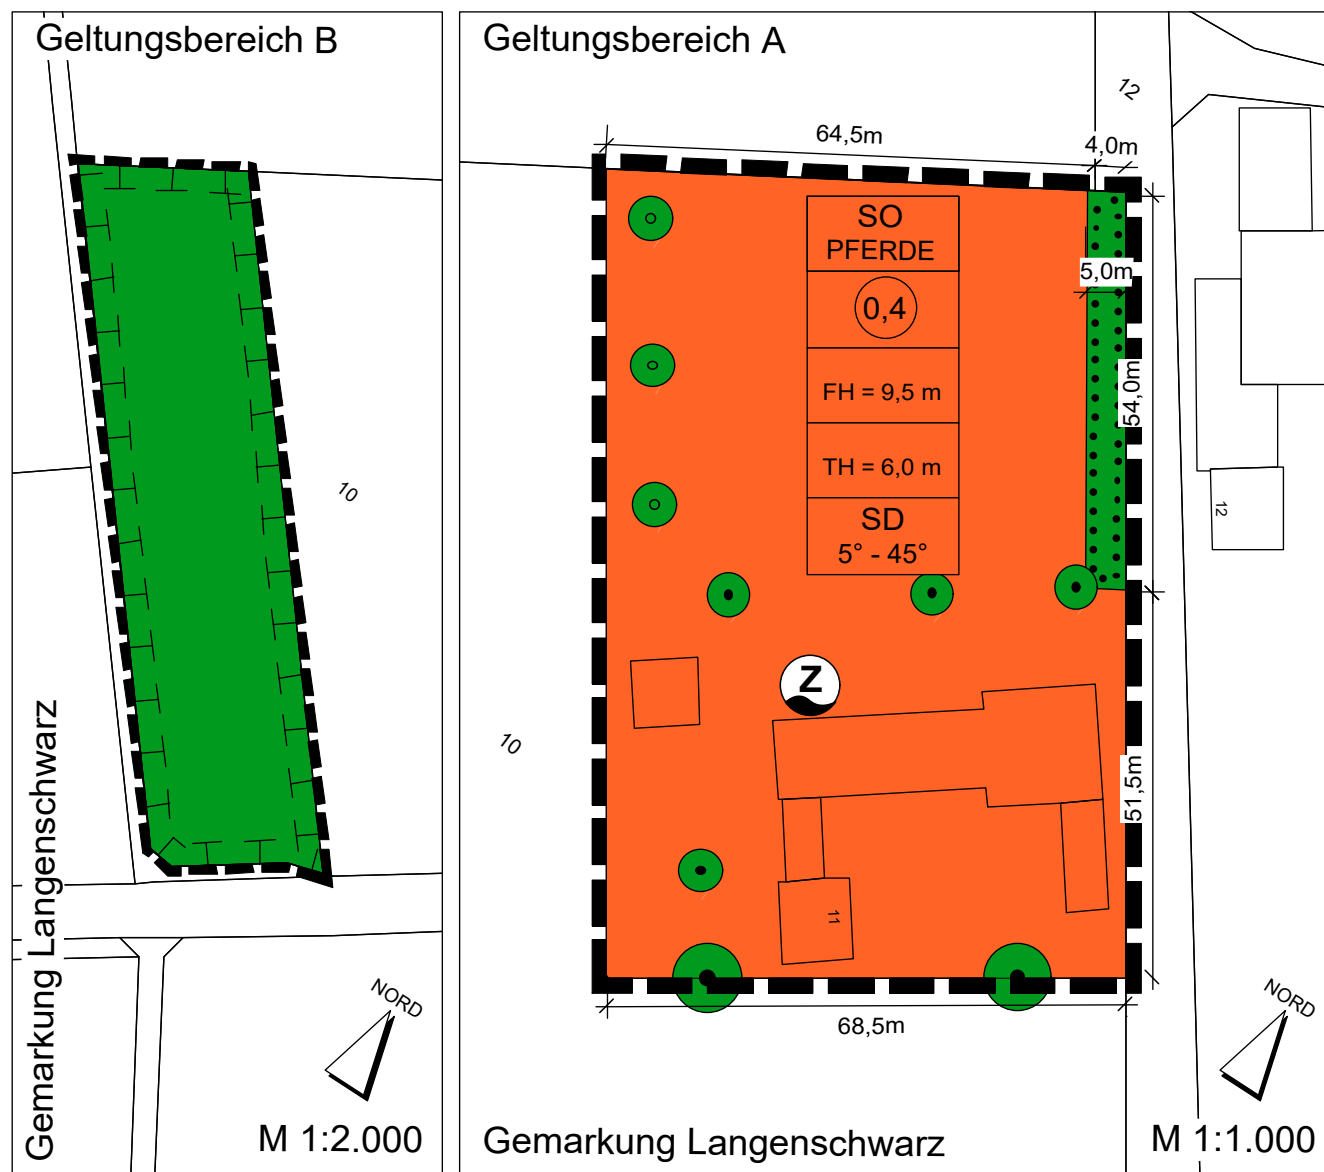 Geltungsbereich B
10
Gemarkung Langenschwarz
NORD
M 1:2.000
Geltungsbereich A
12
64,5m
4,0m
SO
PFERDE
5,0m
0,4
FH = 9,5 m
54,0m
TH = 6,0 m
12
SD
5° - 45°
Z
10
51,5m
11
NORD
68,5m
Gemarkung Langenschwarz
M 1:1.000